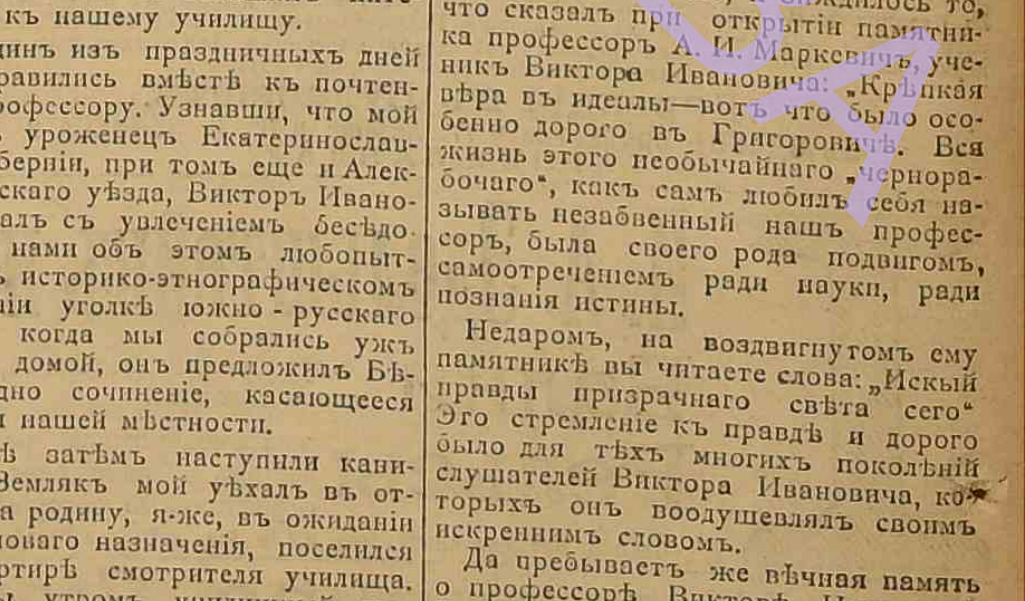 къ нашему училищу.
динъ изъ праздничныхъ дней
равились вмѣстѣ къ почтен-
рофессору. Узнавши, что мой
уроженецъ Екатеринослав-
берніи, при томъ еще и Алек-
скаго уѣзда, Викторъ Ивано-
алъ съ увлеченіемъ бесѣдо-
нами объ этомъ любопыт-
ъ историко-этнографическомъ
ніи уголкѣ южно-русскаго
когда мы собрались ужъ
домой, онъ предложилъ Бѣ-
дно сочиненіе, касающееся
и нашей мѣстности.
ѣ затѣмъ наступили кани-
Землякъ мой уѣхалъ въ от-
а родину, я-же, въ ожиданіи
новаго назначенія, поселился
ртирѣ смотрителя училища.
утромъ
то,
что сказалъ при открытіи памятни-
ка профессоръ А. И. Маркевичъ, уче-
никъ Виктора Ивановича: „Крѣпкая
вѣра въ идеалы—вотъ что было осо-
бенно дорого въ Григоровичѣ. Вся
жизнь этого необычайнаго „чернора-
бочаго“, какъ самъ любилъ себя на-
зывать незабвенный нашъ профес-
соръ, была своего рода подвигомъ,
самоотреченіемъ ради науки, ради
познанія истины.
Недаромъ, на воздвигнутомъ ему
памятникѣ вы читаете слова: „Искый
правды призрачнаго свѣта сего“
Это стремленіе къ правдѣ и дорого
было для тѣхъ многихъ поколѣній
слушателей Виктора Ивановича, ко-
торыхъ онъ воодушевлялъ своимъ
искреннимъ словомъ.
Да пребываетъ же вѣчная память
о профессорѣ Викторѣ